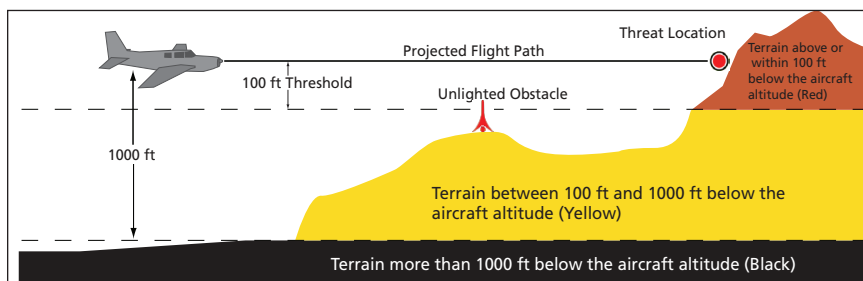 Threat Location
Projected Flight Path
Terrain above or
within 100 ft
below the aircraft
altitude (Red)
100 ft Threshold
Unlighted Obstacle
1000 ft
Terrain between 100 ft and 1000 ft below the
aircraft altitude (Yellow)
Terrain more than 1000 ft below the aircraft altitude (Black)